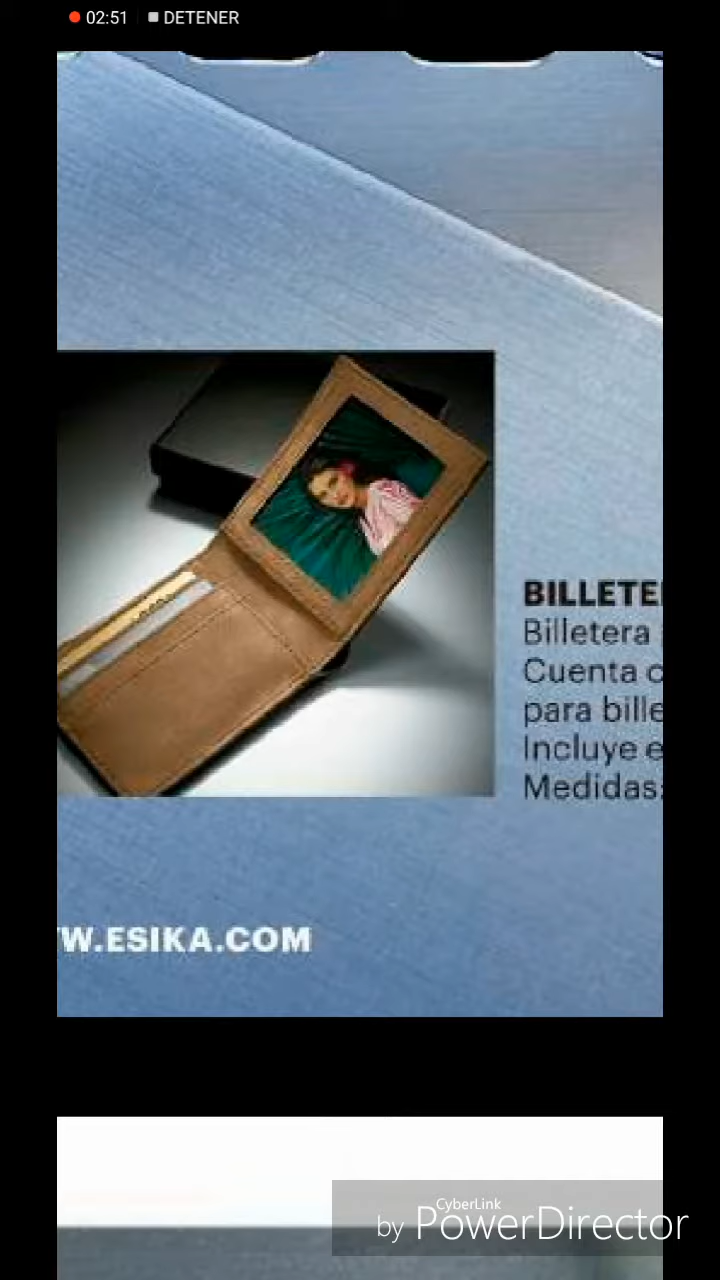 02:51 DETENER
BILLETE
Billetera
Cuenta
para bille
Incluye e
Medidas:
W.ESIKA.COM
CyberLink
by PowerDirector